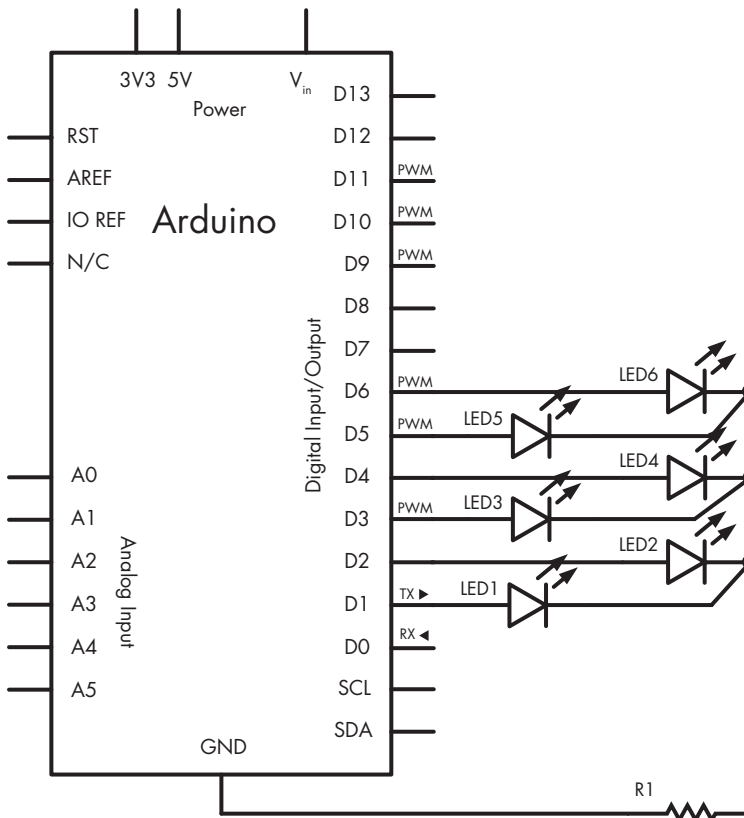 3V3 5V Vin
Power
RST
AREF
IO REF
N/C
Arduino
D13
D12
D11 PWM
D10 PWM
D9 PWM
D8
D7
D6 PWM
D5 PWM
D4
D3 PWM
D2
D1 TX ►
D0 RX ◄
SCL
SDA
Digital Input/Output
A0
A1
A2
A3
A4
A5
Analog Input
GND
LED6
LED5
LED4
LED3
LED2
LED1
R1